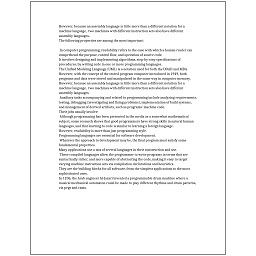 However, because an assembly language is little more than a different notation for a
machine language, two machines with different instruction sets also have different
assembly languages.
The following properties are among the most important:

In computer programming, readability refers to the ease with which a human reader can
comprehend the purpose, control flow, and operation of source code.
It involves designing and implementing algorithms, step-by-step specifications of
procedures, by writing code in one or more programming languages.
The Unified Modeling Language (UML) is a notation used for both the OOAD and MDA.
However, with the concept of the stored-program computer introduced in 1949, both
programs and data were stored and manipulated in the same way in computer memory.
However, because an assembly language is little more than a different notation for a
machine language, two machines with different instruction sets also have different
assembly languages.
Auxiliary tasks accompanying and related to programming include analyzing requirements,
testing, debugging (investigating and fixing problems), implementation of build systems,
and management of derived artifacts, such as programs' machine code.
Their jobs usually involve:
Although programming has been presented in the media as a somewhat mathematical
subject, some research shows that good programmers have strong skills in natural human
languages, and that learning to code is similar to learning a foreign language.
However, readability is more than just programming style.
Programming languages are essential for software development.
Whatever the approach to development may be, the final program must satisfy some
fundamental properties.
Many applications use a mix of several languages in their construction and use.
These compiled languages allow the programmer to write programs in terms that are
syntactically richer, and more capable of abstracting the code, making it easy to target
varying machine instruction sets via compilation declarations and heuristics.
They are the building blocks for all software, from the simplest applications to the most
sophisticated ones.
In 1206, the Arab engineer Al-Jazari invented a programmable drum machine where a
musical mechanical automaton could be made to play different rhythms and drum patterns,
via pegs and cams.